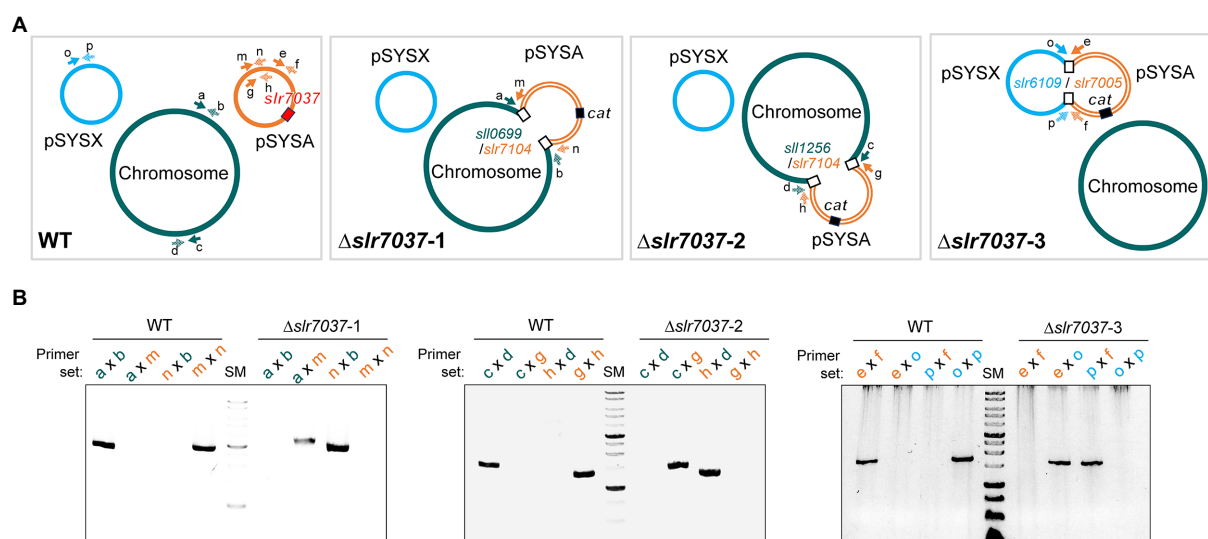 A
o p
pSYSX
a b
Chromosome
d c
m n e f
g h
slr7037
pSYSA
WT
pSYSX
a m
cat
sll0699
/slr7104
n
b
Chromosome
pSYSA
Δslr7037-1
pSYSX
Chromosome
sll1256
/slr7104
c
g
d
h
cat
pSYSA
Δslr7037-2
o e
pSYSX
pSYSA
slr6109 / slr7005
cat
p f
Chromosome
Δslr7037-3
B
WT
Δslr7037-1
Primer
set:
a x b
a x m
n x b
m x n
SM
a x b
a x m
n x b
m x n
WT
Δslr7037-2
Primer
set:
c x d
c x g
h x d
g x h
SM
c x d
c x g
h x d
g x h
WT
Δslr7037-3
Primer
set:
e x f
e x o
p x f
o x p
SM
e x f
e x o
p x f
o x p